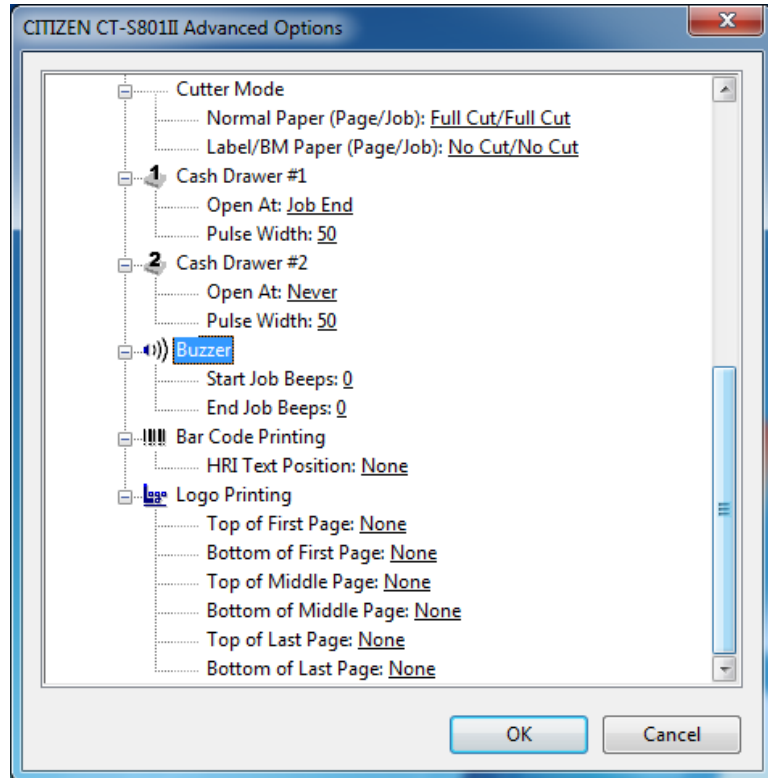 CITIZEN CT-S801II Advanced Options
Cutter Mode
Normal Paper (Page/Job): Full Cut/Full Cut
Label/BM Paper (Page/Job): No Cut/No Cut
1 Cash Drawer #1
Open At: Job End
Pulse Width: 50
2 Cash Drawer #2
Open At: Never
Pulse Width: 50
Buzzer
Start Job Beeps: 0
End Job Beeps: 0
Bar Code Printing
HRI Text Position: None
Logo Printing
Top of First Page: None
Bottom of First Page: None
Top of Middle Page: None
Bottom of Middle Page: None
Top of Last Page: None
Bottom of Last Page: None
OK Cancel